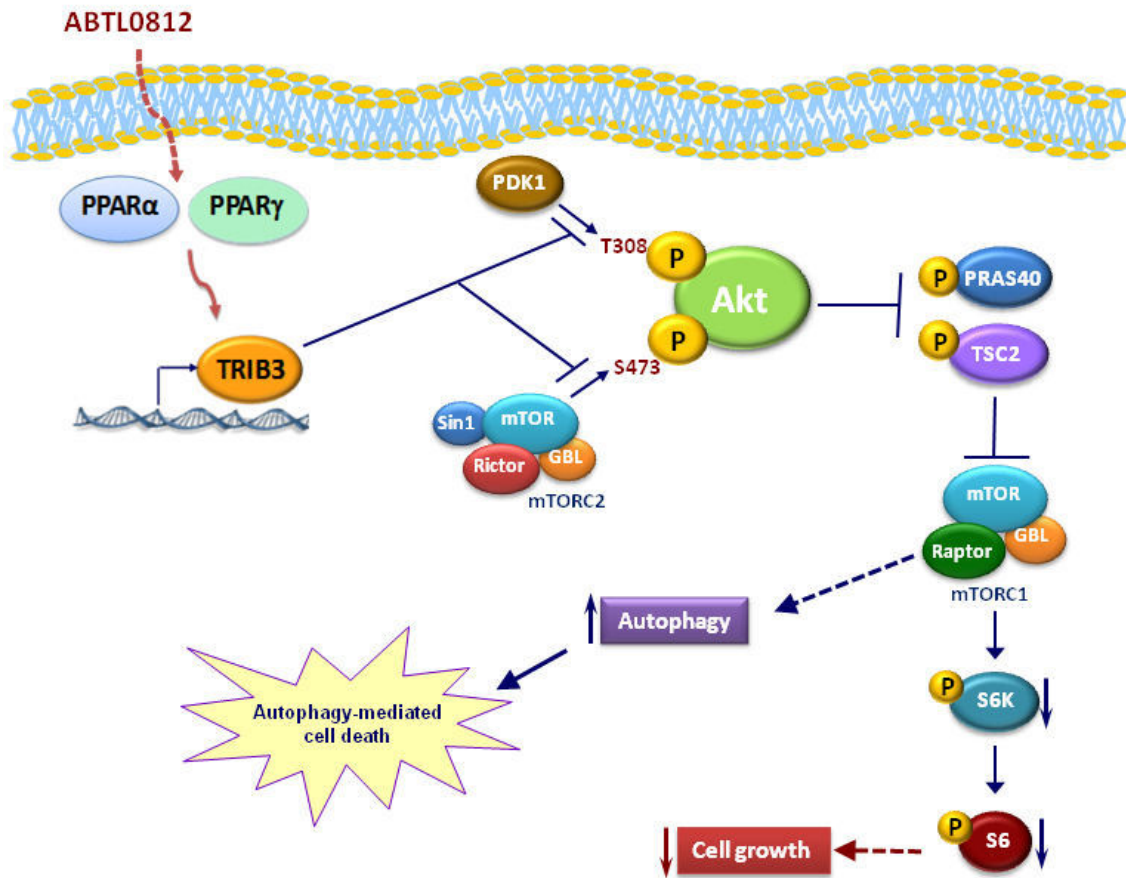 ABTL0812
PPARα
PPARγ
TRIB3
PDK1
T308
P
Akt
P
S473
Sin1
mTOR
Rictor
GBL
mTORC2
P
PRAS40
P
TSC2
mTOR
Raptor
GBL
mTORC1
Autophagy
Autophagy-mediated
cell death
P
S6K
P
S6
Cell growth